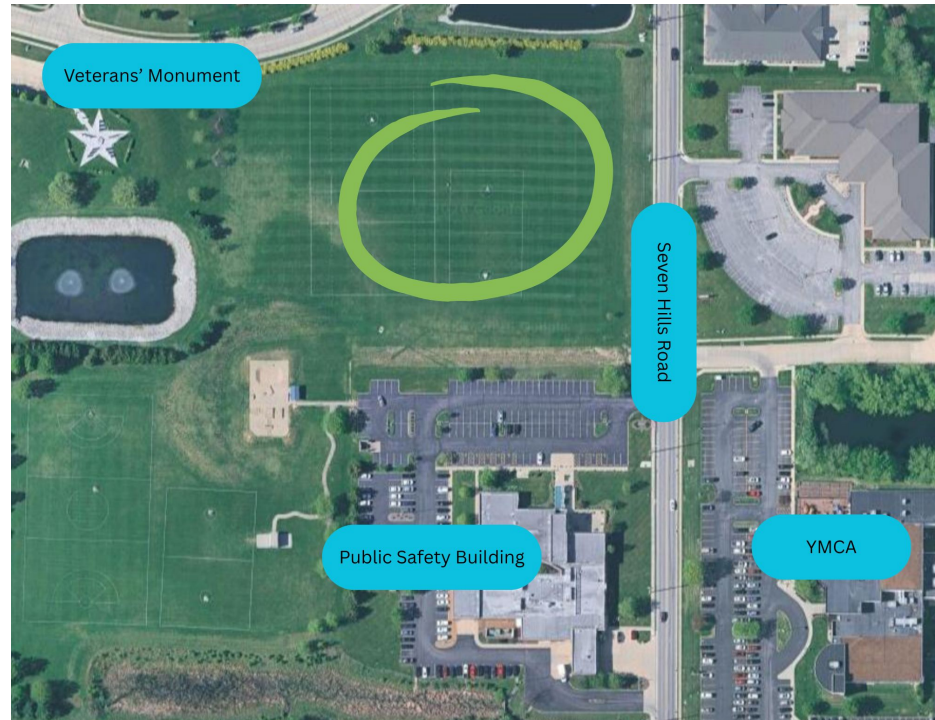 Veterans' Monument
Seven Hills Road
Public Safety Building
YMCA